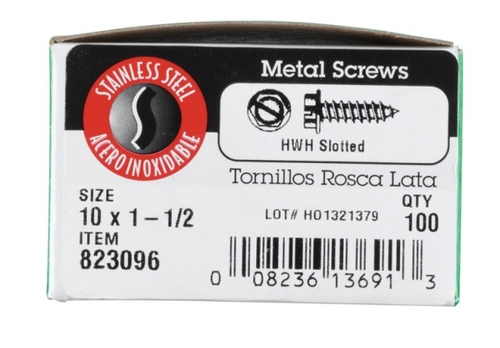 STAINLESS STEEL
ACERO INOXIDABLE
Metal Screws
HWH Slotted
Tornillos Rosca Lata
SIZE
10 x 1-1/2
ITEM
823096
LOT# H01321379
QTY
100
0 08236 13691 3